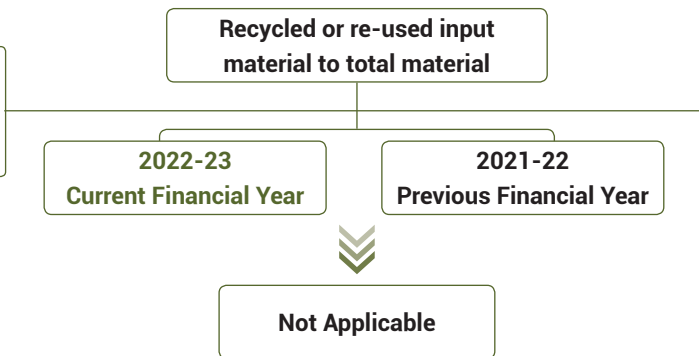 Recycled or re-used input
material to total material
2022-23
Current Financial Year
2021-22
Previous Financial Year
Not Applicable